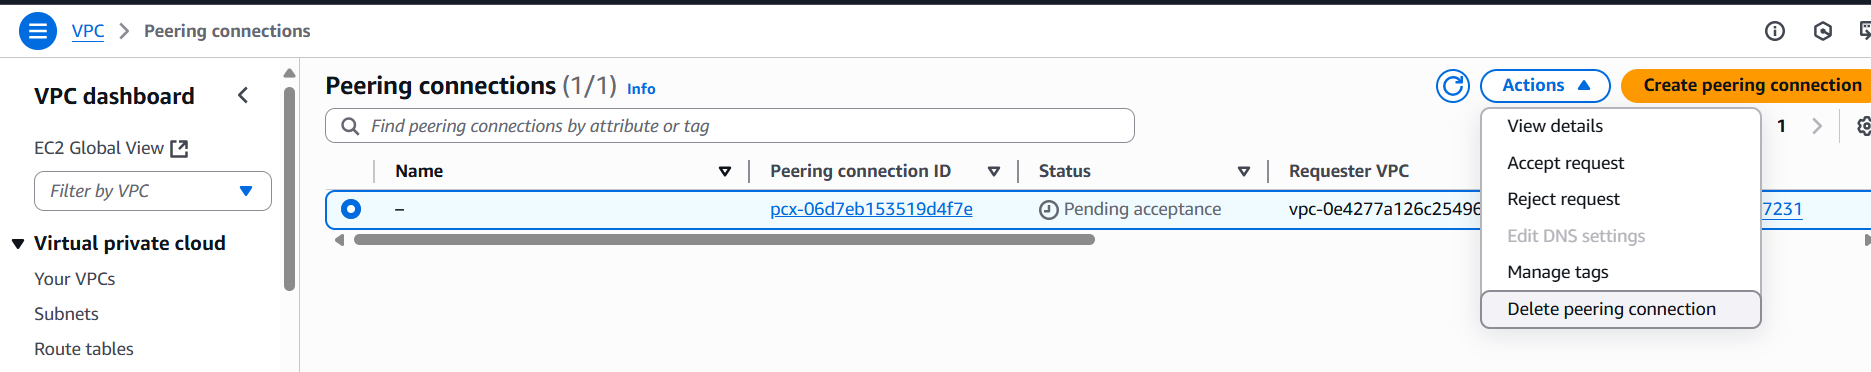 VPC > Peering connections
VPC dashboard
EC2 Global View
Filter by VPC
Virtual private cloud
Your VPCs
Subnets
Route tables
Peering connections (1/1) Info
Actions
Create peering connection
Find peering connections by attribute or tag
1
Name Peering connection ID Status Requester VPC
– pcx-06d7eb153519d4f7e Pending acceptance vpc-0e4277a126c25496 7231
View details
Accept request
Reject request
Edit DNS settings
Manage tags
Delete peering connection